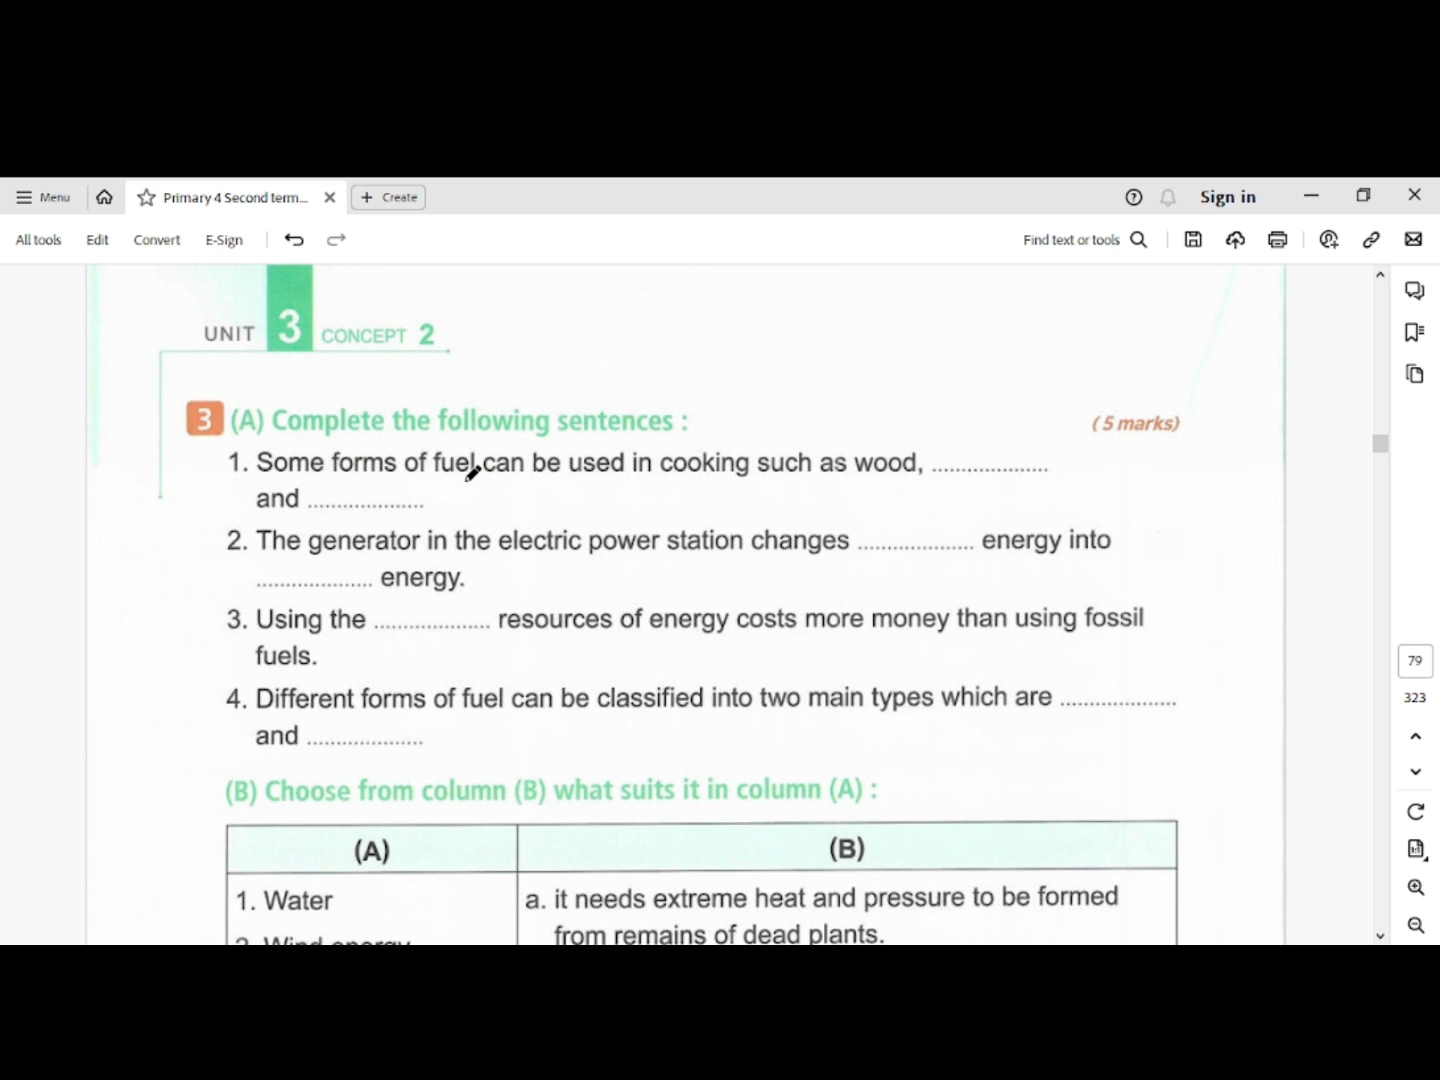 Menu
Primary 4 Second term...
Create
Sign in
All tools
Edit
Convert
E-Sign
Find text or tools
UNIT 3 CONCEPT 2
3 (A) Complete the following sentences :
(5 marks)
1. Some forms of fuel can be used in cooking such as wood, ....................
and ....................
2. The generator in the electric power station changes .................... energy into
.................... energy.
3. Using the .................... resources of energy costs more money than using fossil
fuels.
4. Different forms of fuel can be classified into two main types which are ....................
and ....................
(B) Choose from column (B) what suits it in column (A) :
(A)
(B)
1. Water
a. it needs extreme heat and pressure to be formed
2. Wind energy
from remains of dead plants.
79
323